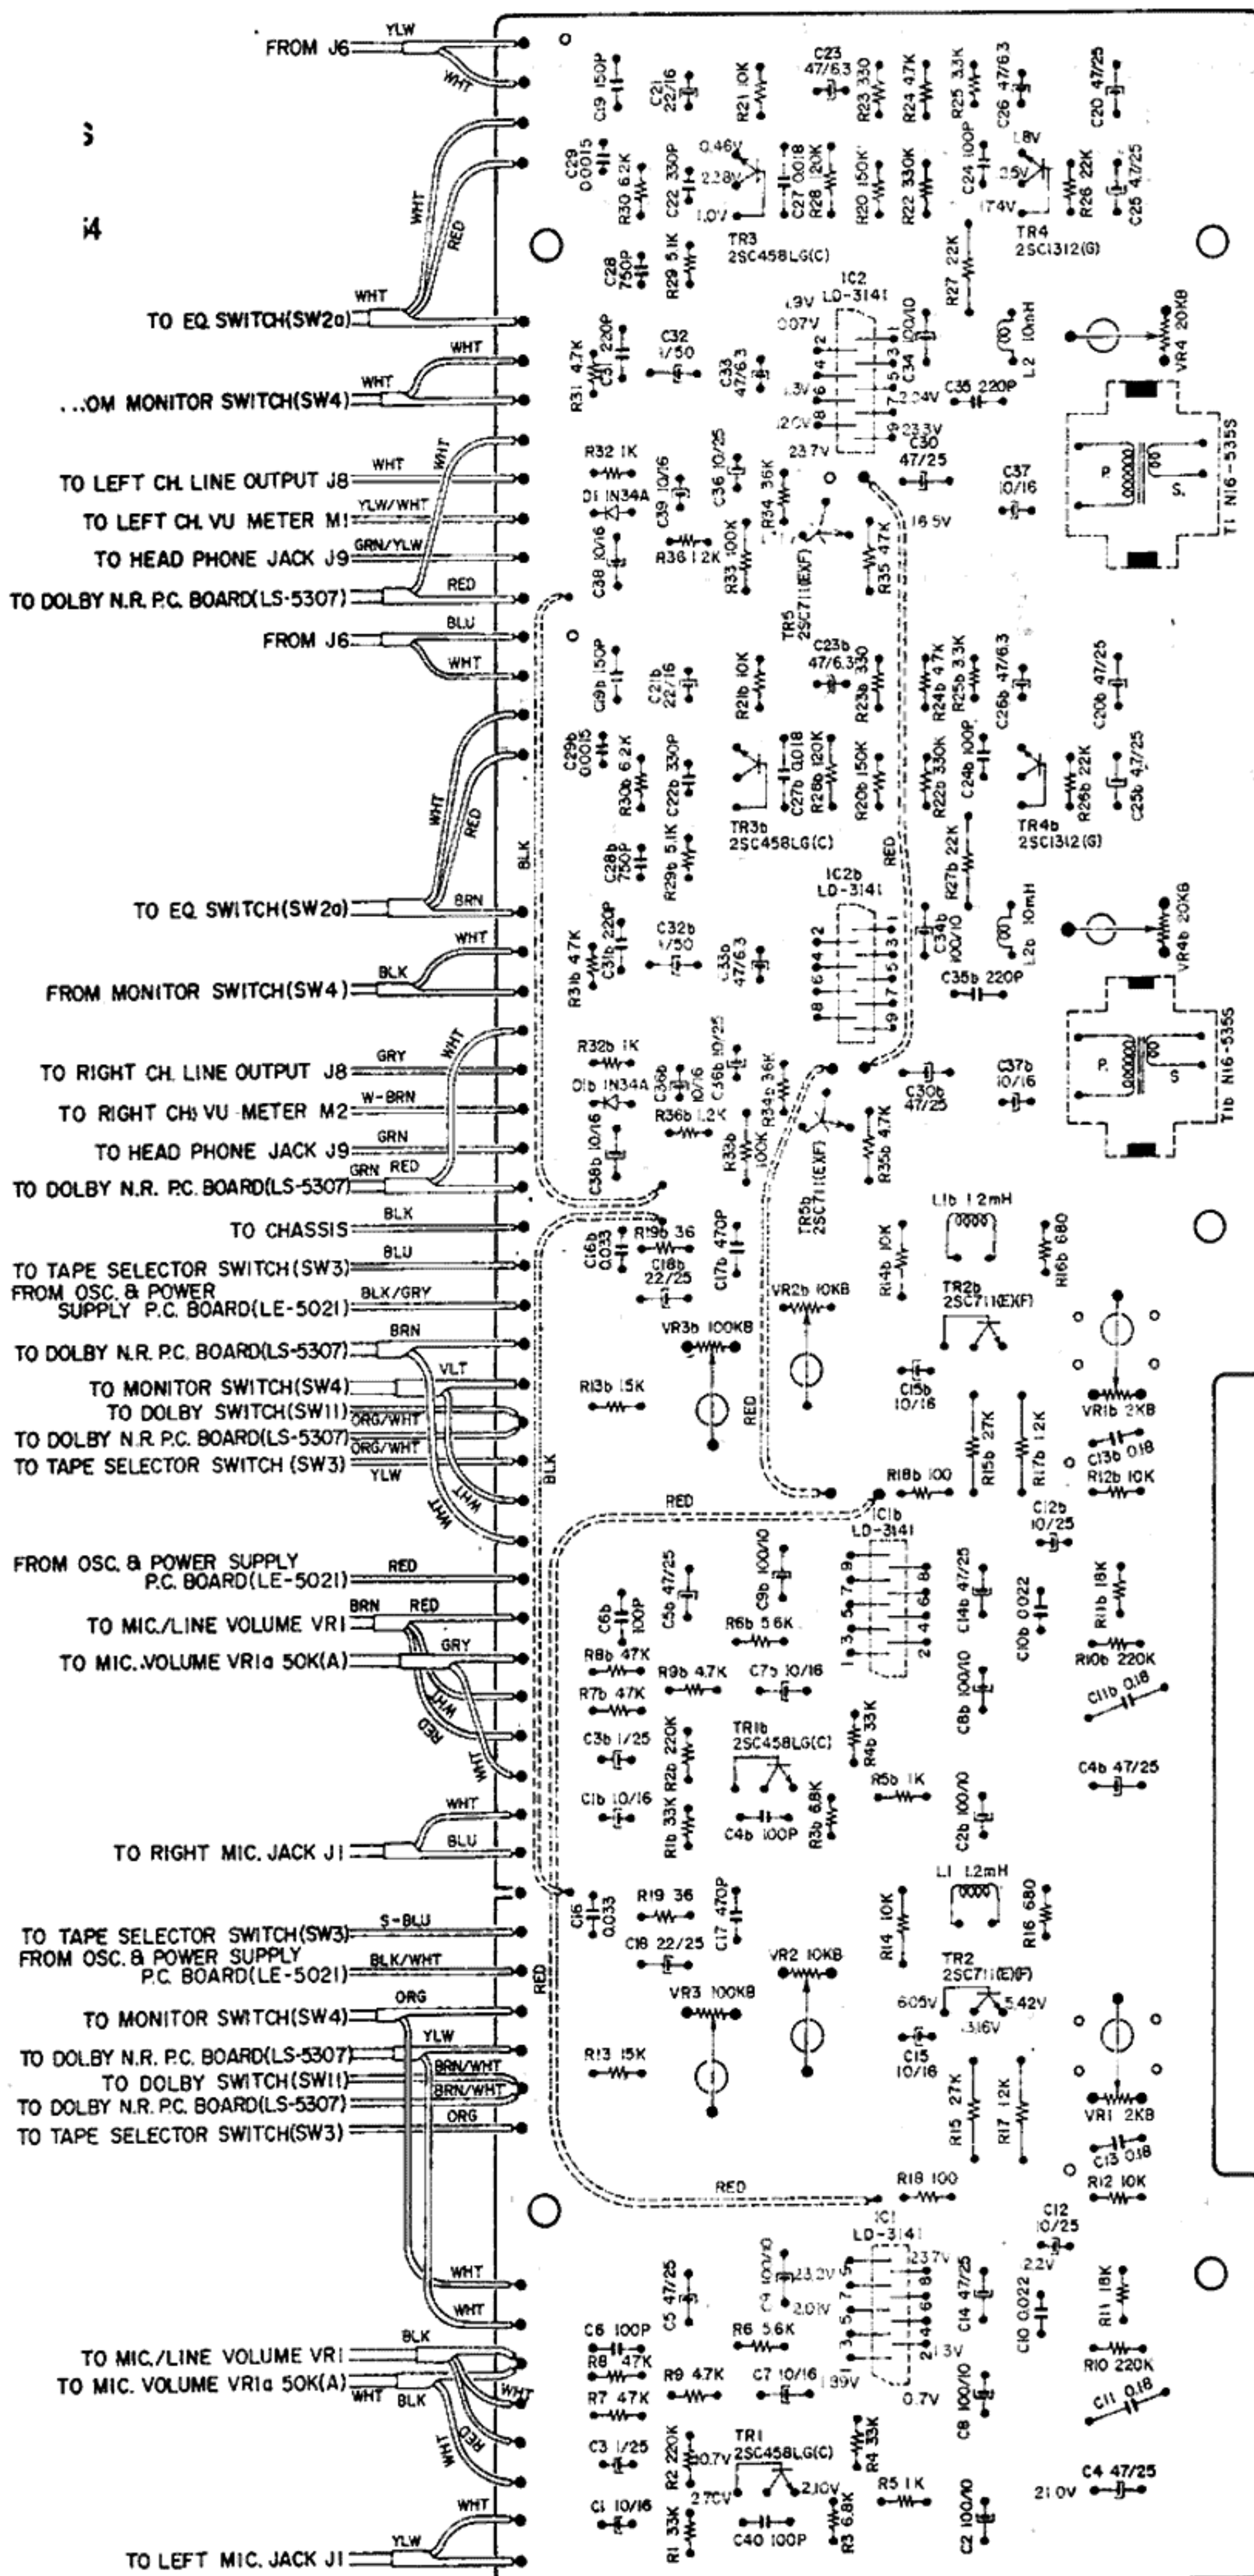 FROM J6
YLW
WHT
S
WHT
RED
WHT
TO EQ. SWITCH(SW2a)
WHT
WHT
...OM MONITOR SWITCH(SW4)
WHT
WHT
TO LEFT CH. LINE OUTPUT J8
YLW/WHT
TO LEFT CH. VU METER M1
GRN/YLW
TO HEAD PHONE JACK J9
RED
TO DOLBY N.R. P.C. BOARD(LS-5307)
BLU
FROM J6
WHT
WHT
RED
BRN
TO EQ. SWITCH(SW2a)
WHT
BLK
FROM MONITOR SWITCH(SW4)
WHT
GRY
TO RIGHT CH. LINE OUTPUT J8
W-BRN
TO RIGHT CH. VU METER M2
GRN
TO HEAD PHONE JACK J9
GRN RED
TO DOLBY N.R. P.C. BOARD(LS-5307)
BLK
TO CHASSIS
BLU
TO TAPE SELECTOR SWITCH(SW3)
FROM OSC. & POWER
SUPPLY P.C. BOARD(LE-5021)
BLK/GRY
BRN
TO DOLBY N.R. P.C. BOARD(LS-5307)
VLT
TO MONITOR SWITCH(SW4)
TO DOLBY SWITCH(SW11)
ORG/WHT
TO DOLBY N.R. P.C. BOARD(LS-5307)
ORG/WHT
TO TAPE SELECTOR SWITCH (SW3)
YLW
WHT
WHT
FROM OSC. & POWER SUPPLY
P.C. BOARD(LE-5021)
RED
BRN RED
TO MIC./LINE VOLUME VR1
GRY
TO MIC. VOLUME VR1a 50K(A)
WHT
RED
WHT
WHT
BLU
TO RIGHT MIC. JACK J1
S-BLU
TO TAPE SELECTOR SWITCH(SW3)
FROM OSC. & POWER SUPPLY
P.C. BOARD(LE-5021)
BLK/WHT
ORG
TO MONITOR SWITCH(SW4)
YLW
TO DOLBY N.R. P.C. BOARD(LS-5307)
BRN/WHT
TO DOLBY SWITCH(SW11)
BRN/WHT
TO DOLBY N.R. P.C. BOARD(LS-5307)
ORG
TO TAPE SELECTOR SWITCH(SW3)
WHT
WHT
BLK
TO MIC./LINE VOLUME VR1
TO MIC. VOLUME VR1a 50K(A)
WHT BLK
WHT
RED
WHT
WHT
YLW
TO LEFT MIC. JACK J1
C19 150P
C21 22/16
R21 10K
C23 47/6.3
R23 330
R24 4.7K
R25 3.3K
C26 47/6.3
C20 47/25
C29 0.0015
R30 6.2K
C22 330P
0.46V
2.28V
1.0V
TR3
2SC458LG(C)
C27 0.018
R28 120K
R20 150K
R22 330K
C24 100P
1.8V
17.4V
TR4
2SC1312(G)
R26 22K
C25 4.7/25
C28 750P
R29 5.1K
R27 22K
IC2
LD-3141
R31 4.7K
C31 220P
C32 1/50
C33 47/6.3
C34 100/10
L2 10mH
VR4 20KB
C35 220P
23.7V
23.3V
C30 47/25
C37 10/16
R32 1K
D1 1N34A
C39 10/16
C36 10/25
R34 36K
16.5V
P. S.
T1 N16-535S
C38 10/16
R36 1.2K
R33 100K
TR5
2SC711(E)(F)
R35 4.7K
C19b 150P
C21b 22/16
R21b 10K
C23b 47/6.3
R23b 330
R24b 4.7K
R25b 3.3K
C26b 47/6.3
C20b 47/25
C29b 0.0015
R30b 6.2K
C22b 330P
TR3b
2SC458LG(C)
C27b 0.018
R28b 120K
R20b 150K
R22b 330K
C24b 100P
TR4b
2SC1312(G)
R26b 22K
C25b 4.7/25
BLK
C28b 750P
R29b 5.1K
RED
R27b 22K
IC2b
LD-3141
R31b 4.7K
C31b 220P
C32b 1/50
C33b 47/6.3
C34b 100/10
L2b 10mH
VR4b 20KB
C35b 220P
R32b 1K
D1b 1N34A
C36b 10/16
C36b 10/25
R34b 36K
C30b 47/25
C37b 10/16
P. S
T1b N16-535S
C38b 10/16
R36b 1.2K
R33b 100K
TR5b
2SC711(E)(F)
R35b 4.7K
C16b 0.033
R19b 36
C18b 22/25
C17b 470P
R14b 10K
L1b 1.2mH
R16b 680
VR2b 10KB
TR2b
2SC711(E)(F)
VR3b 100KB
R13b 15K
RED
C15b 10/16
R15b 27K
R17b 1.2K
VR1b 2KB
C13b 0.18
R12b 10K
BLK
RED
R18b 100
C12b 10/25
IC1b
LD-3141
C6b 100P
C5b 47/25
C9b 100/10
C14b 47/25
C10b 0.022
R11b 18K
R6b 5.6K
R8b 47K
R9b 4.7K
C7b 10/16
R10b 220K
R7b 47K
C8b 100/10
C11b 0.18
C3b 1/25
R2b 220K
TR1b
2SC458LG(C)
R4b 33K
C4b 47/25
C1b 10/16
R1b 33K
C4b 100P
R3b 6.8K
R5b 1K
C2b 100/10
C16 0.033
R19 36
C17 470P
R14 10K
L1 1.2mH
R16 680
C18 22/25
VR2 10KB
TR2
2SC711(E)(F)
RED
VR3 100KB
6.05V
5.42V
3.16V
R13 15K
C15 10/16
R15 27K
R17 1.2K
VR1 2KB
C13 0.18
R12 10K
RED
R18 100
C12 10/25
IC1
LD-3141
23.7V
23.2V
2.01V
C5 47/25
C9 100/10
C14 47/25
C10 0.022
R11 18K
C6 100P
R6 5.6K
R8 47K
R9 4.7K
C7 10/16
R10 220K
R7 47K
0.7V
C8 100/10
C11 0.18
C3 1/25
R2 220K
TR1
2SC458LG(C)
2.10V
R4 33K
C4 47/25
21.0V
C1 10/16
R1 33K
C40 100P
R3 6.8K
R5 1K
C2 100/10